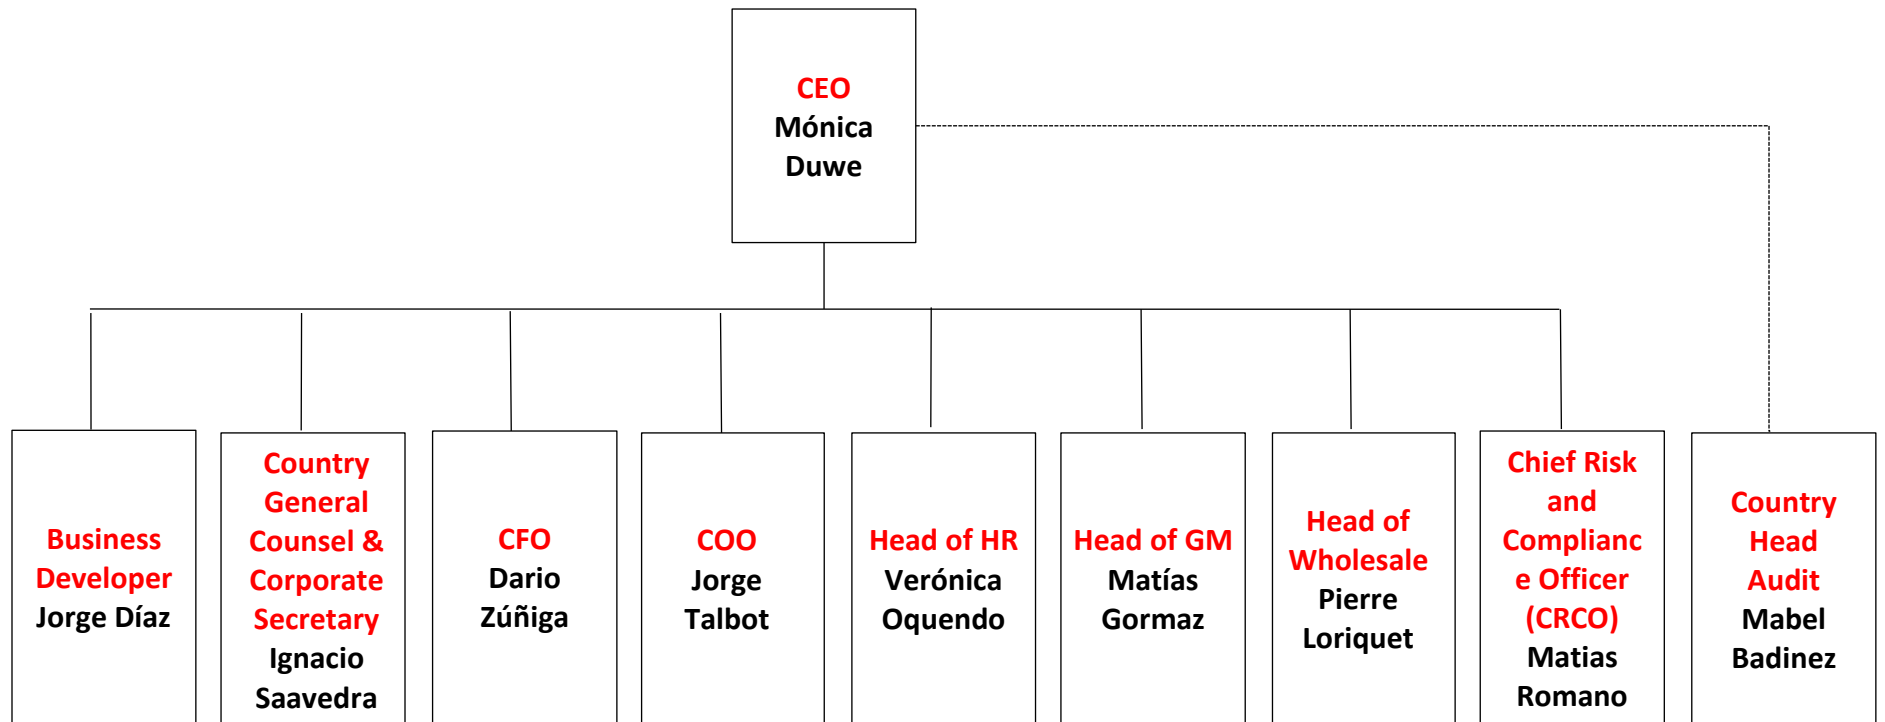 CEO
Mónica
Duwe
Business
Developer
Jorge Díaz
Country
General
Counsel &
Corporate
Secretary
Ignacio
Saavedra
CFO
Dario
Zúñiga
COO
Jorge
Talbot
Head of HR
Verónica
Oquendo
Head of GM
Matías
Gormaz
Head of
Wholesale
Pierre
Loriquet
Chief Risk
and
Complianc
e Officer
(CRCO)
Matias
Romano
Country
Head
Audit
Mabel
Badinez